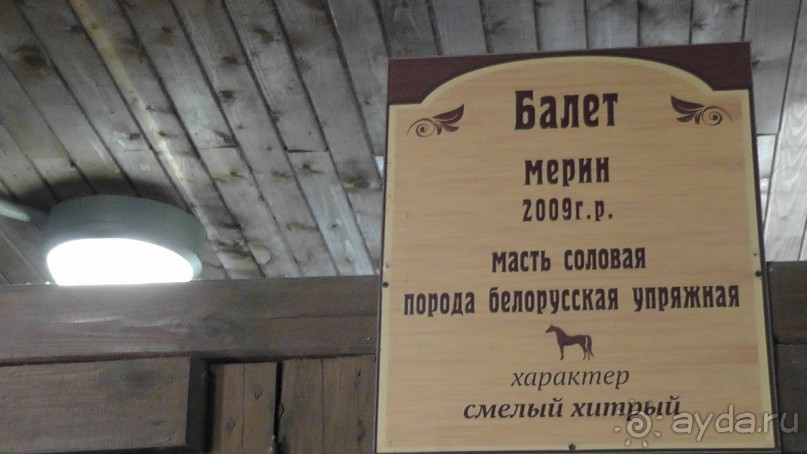 Балет
мерин
2009г.р.
масть соловая
порода белорусская упряжная
характер
смелый хитрый
ayda.ru